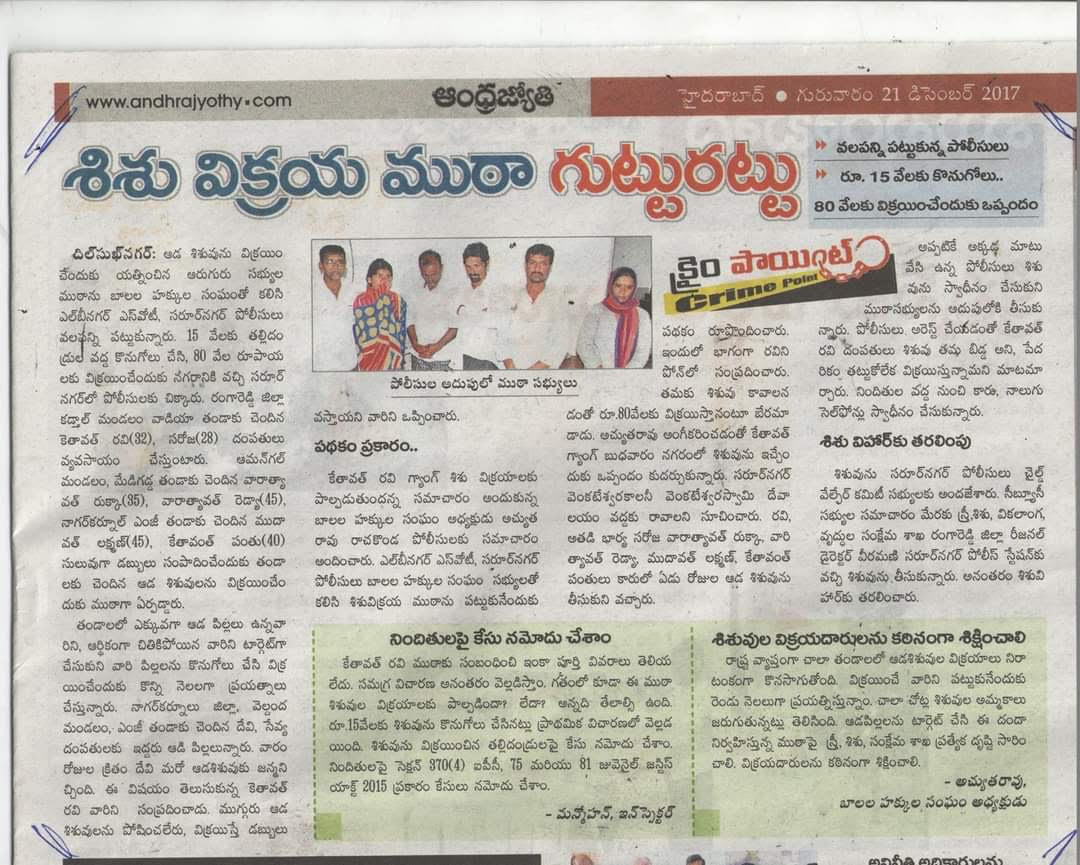 www.andhrajyothy.com
ఆంధ్రజ్యోతి
హైదరాబాద్ ● గురువారం 21 డిసెంబర్ 2017
శిశు విక్రయ ముఠా గుట్టురట్టు
వలపన్ని పట్టుకున్న పోలీసులు
రూ. 15 వేలకు కొనుగోలు..
80 వేలకు విక్రయించేందుకు ఒప్పందం
దిల్‌సుఖ్‌నగర్: ఆడ శిశువును విక్రయిం
చేందుకు యత్నించిన ఆరుగురు సభ్యుల
ముఠాను బాలల హక్కుల సంఘంతో కలిసి
ఎల్‌బీనగర్ ఎస్‌వోటీ, సరూర్‌నగర్ పోలీసులు
వలపన్ని పట్టుకున్నారు. 15 వేలకు తల్లిదం
డ్రుల వద్ద కొనుగోలు చేసి, 80 వేల రూపాయ
లకు విక్రయించేందుకు నగరానికి వచ్చి సరూర్
నగర్‌లో పోలీసులకు చిక్కారు. రంగారెడ్డి జిల్లా
కడ్తాల్ మండలం వాడియా తండాకు చెందిన
కెతావత్ రవి(32), సరోజ(28) దంపతులు
వ్యవసాయం చేస్తుంటారు. ఆమన్‌గల్
మండలం, మేడిగడ్డ తండాకు చెందిన వారాత్యా
వత్ రుక్కా(35), వారాత్యావత్ రెడ్యా(45),
నాగర్‌కర్నూల్ ఎంజీ తండాకు చెందిన ముదా
వత్ లక్ష్మణ్(45), కేతావంత్ పంతు(40)
సులువుగా డబ్బులు సంపాదించేందుకు తండా
లకు చెందిన ఆడ శిశువులను విక్రయించేం
దుకు ముఠాగా ఏర్పడ్డారు.
తండాలలో ఎక్కువగా ఆడ పిల్లలు ఉన్నవా
రిని, ఆర్థికంగా చితికిపోయిన వారిని టార్గెట్‌గా
చేసుకుని వారి పిల్లలను కొనుగోలు చేసి విక్ర
యించేందుకు కొన్ని నెలలగా ప్రయత్నాలు
చేస్తున్నారు. నాగర్‌కర్నూలు జిల్లా, వెల్దంద
మండలం, ఎంజీ తండాకు చెందిన దేవి, సేవ్య
దంపతులకు ఇద్దరు ఆడి పిల్లలున్నారు. వారం
రోజుల క్రితం దేవి మరో ఆడశిశువుకు జన్మని
చ్చింది. ఈ విషయం తెలుసుకున్న కెతావత్
రవి వారిని సంప్రదించాడు. ముగ్గురు ఆడ
శిశువులను పోషించలేరు, విక్రయిస్తే డబ్బులు
పోలీసుల అదుపులో ముఠా సభ్యులు
వస్తాయని వారిని ఒప్పించారు.
పథకం ప్రకారం..
కేతావత్ రవి గ్యాంగ్ శిశు విక్రయాలకు
పాల్పడుతుందన్న సమాచారం అందుకున్న
బాలల హక్కుల సంఘం అధ్యక్షుడు అచ్యుత
రావు రాచకొండ పోలీసులకు సమాచారం
అందించారు. ఎల్‌బీనగర్ ఎస్‌వోటీ, సరూర్‌నగర్
పోలీసులు బాలల హక్కుల సంఘం సభ్యులతో
కలిసి శిశువిక్రయ ముఠాను పట్టుకునేందుకు
క్రైం పాయింట్
Crime Point
పథకం రూపొందించారు.
ఇందులో భాగంగా రవిని
ఫోన్‌లో సంప్రదించారు.
తమకు శిశువు కావాలన
డంతో రూ.80వేలకు విక్రయిస్తానంటూ బేరమా
డాడు. అచ్యుతరావు అంగీకరించడంతో కేతావత్
గ్యాంగ్ బుధవారం నగరంలో శిశువును ఇచ్చేం
దుకు ఒప్పందం కుదర్చుకున్నారు. సరూర్‌నగర్
వెంకటేశ్వరకాలనీ వెంకటేశ్వరస్వామి దేవా
లయం వద్దకు రావాలని సూచించారు. రవి,
అతడి భార్య సరోజ వారాత్యావత్ రుక్కా, వారి
త్యావత్ రెడ్యా, ముదావత్ లక్ష్మణ్, కేతావంత్
పంతులు కారులో ఏడు రోజుల ఆడ శిశువును
తీసుకుని వచ్చారు.
అప్పటికే అక్కడ మాటు
వేసి ఉన్న పోలీసులు శిశు
వును స్వాధీనం చేసుకుని
ముఠాసభ్యులను అదుపులోకి తీసుకు
న్నారు. పోలీసులు, అరెస్ట్ చేయడంతో కేతావత్
రవి దంపతులు శిశువు తమ బిడ్డ అని, పేద
రికం తట్టుకోలేక విక్రయిస్తున్నామని మాటమా
ర్చారు. నిందితుల వద్ద నుంచి కారు, నాలుగు
సెల్‌ఫోన్లు స్వాధీనం చేసుకున్నారు.
శిశు విహార్‌కు తరలింపు
శిశువును సరూర్‌నగర్ పోలీసులు చైల్డ్
వేల్ఫేర్ కమిటీ సభ్యులకు అందజేశారు. సీబ్ల్యూసీ
సభ్యుల సమాచారం మేరకు స్త్రీ,శిశు, వికలాంగ,
వృద్ధుల సంక్షేమ శాఖ రంగారెడ్డి జిల్లా రీజనల్
డైరెక్టర్ వీరమణి సరూర్‌నగర్ పోలీస్ స్టేషన్‌కు
వచ్చి శిశువును తీసుకున్నారు. అనంతరం శిశువి
హార్‌కు తరలించారు.
నిందితులపై కేసు నమోదు చేశాం
కేతావత్ రవి ముఠాకు సంబంధించి ఇంకా పూర్తి వివరాలు తెలియ
లేదు. సమగ్ర విచారణ అనంతరం వెల్లడిస్తాం. గతంలో కూడా ఈ ముఠా
శిశువుల విక్రయాలకు పాల్పడిందా? లేదా? అన్నది తేలాల్సి ఉంది.
రూ.15వేలకు శిశువును కొనుగోలు చేసినట్లు ప్రాథమిక విచారణలో వెల్లడ
యింది. శిశువును విక్రయించిన తల్లిదండ్రులపై కేసు నమోదు చేశాం.
నిందితులపై సెక్షన్ 370(4) ఐపీసీ, 75 మరియు 81 జువెనైల్ జస్టిస్
యాక్ట్ 2015 ప్రకారం కేసులు నమోదు చేశాం.
- మన్మోహన్, ఇన్‌స్పెక్టర్
శిశువుల విక్రయదారులను కఠినంగా శిక్షించాలి
రాష్ట్ర వ్యాప్తంగా చాలా తండాలలో ఆడశిశువుల విక్రయాలు నిరా
టంకంగా కొనసాగుతోంది. విక్రయించే వారిని పట్టుకునేందుకు
రెండు నెలలుగా ప్రయత్నిస్తున్నాం. చాలా చోట్ల శిశువుల అమ్మకాలు
జరుగుతున్నట్లు తెలిసింది. ఆడపిల్లలను టార్గెట్ చేసి ఈ దందా
నిర్వహిస్తున్న ముఠాపై స్త్రీ, శిశు, సంక్షేమ శాఖ ప్రత్యేక దృష్టి సారిం
చాలి. విక్రయదారులను కఠినంగా శిక్షించాలి.
- అచ్యుతరావు,
బాలల హక్కుల సంఘం అధ్యక్షుడు